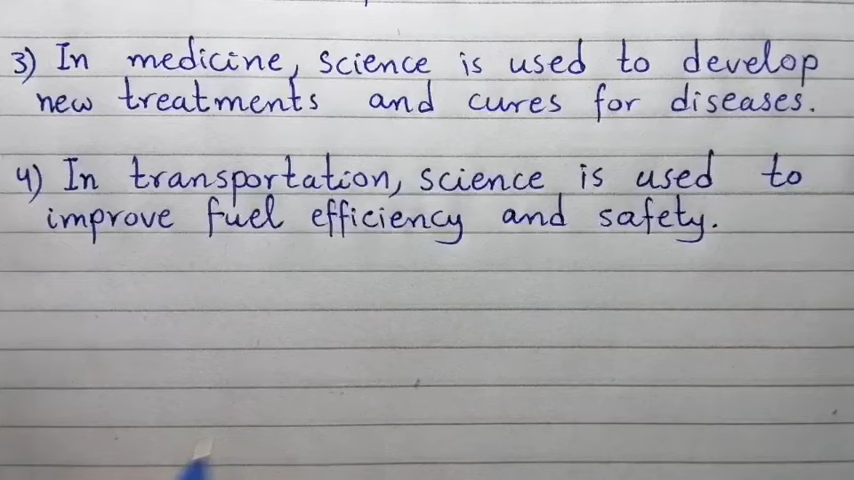 3) In medicine, science is used to develop
new treatments and cures for diseases.
4) In transportation, science is used to
improve fuel efficiency and safety.